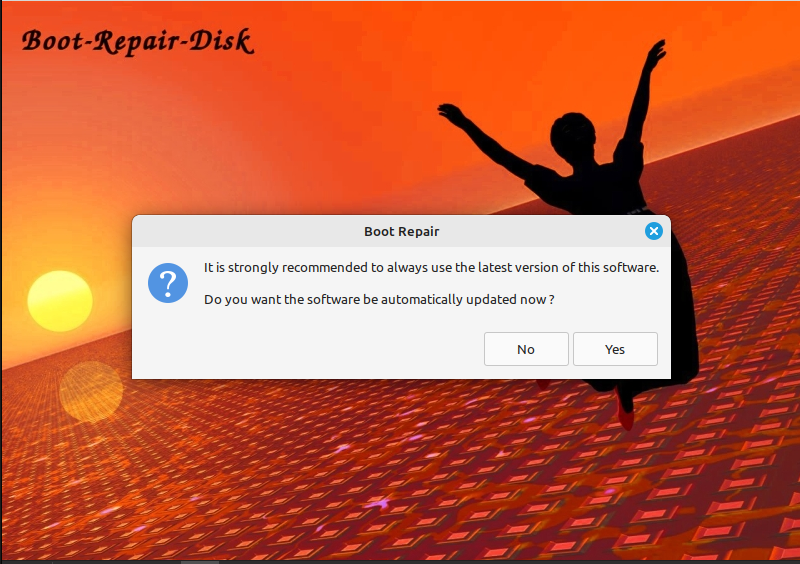 Boot-Repair-Disk
Boot Repair
It is strongly recommended to always use the latest version of this software.
Do you want the software be automatically updated now ?
No Yes